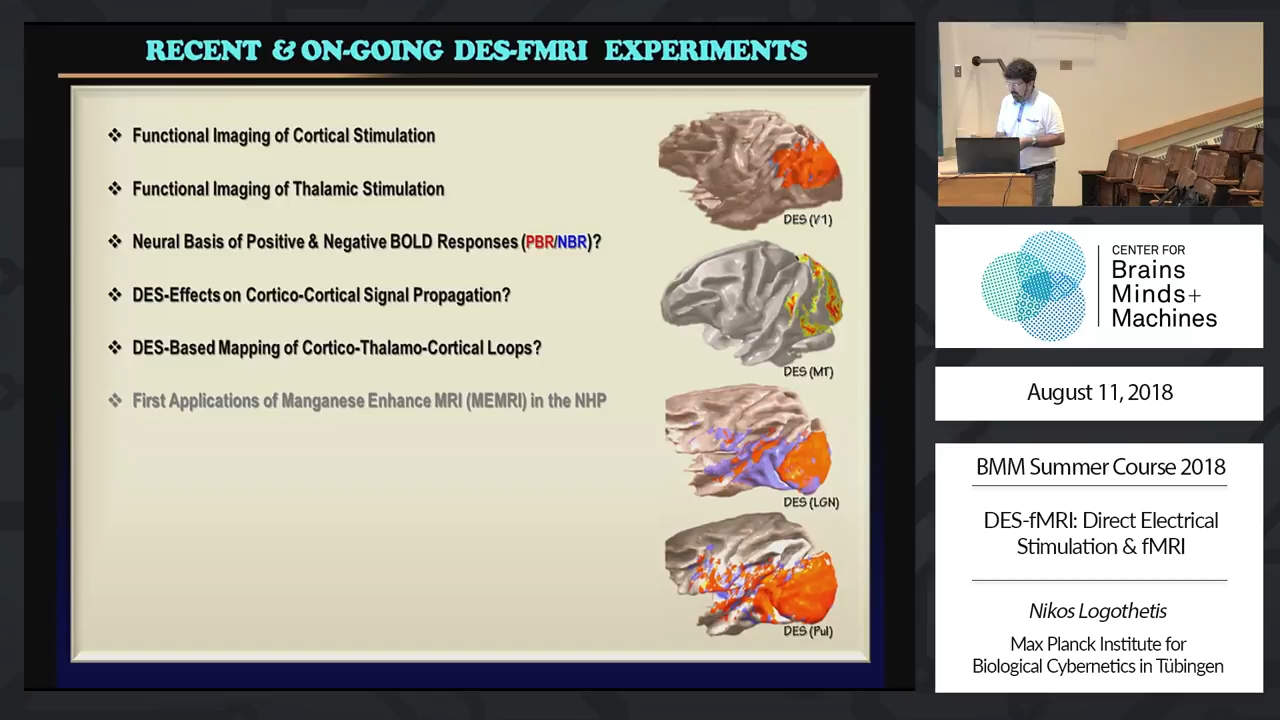 RECENT & ON-GOING DES-FMRI EXPERIMENTS
❖ Functional Imaging of Cortical Stimulation
❖ Functional Imaging of Thalamic Stimulation
❖ Neural Basis of Positive & Negative BOLD Responses (PBR/NBR)?
❖ DES-Effects on Cortico-Cortical Signal Propagation?
❖ DES-Based Mapping of Cortico-Thalamo-Cortical Loops?
❖ First Applications of Manganese Enhance MRI (MEMRI) in the NHP
DES (V1)
DES (MT)
DES (LGN)
DES (Pul)
CENTER FOR
Brains
Minds+
Machines
August 11, 2018
BMM Summer Course 2018
DES-fMRI: Direct Electrical
Stimulation & fMRI
Nikos Logothetis
Max Planck Institute for
Biological Cybernetics in Tübingen